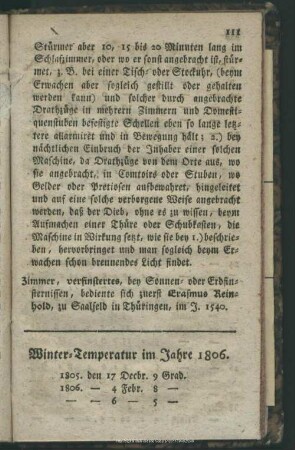 111
Stürmer aber 10, 15 bis 20 Minuten lang im
Schlafzimmer, oder wo er sonst angebracht ist, stür-
met, z. B. bei einer Tisch- oder Stockuhr, (beym
Erwachen aber sogleich gestillt oder gehalten
werden kann) und solcher durch angebrachte
Drathzüge in mehrern Zimmern und Domesti-
quenstuben befestigte Schellen eben so lange letz-
tere allarmirt und in Bewegung hält: 2.) bey
nächtlichen Einbruch der Inhaber einer solchen
Maschine, da Drathzüge von dem Orte aus, wo
sie angebracht, in Comtoirs oder Stuben, wo
Gelder oder Pretiosen aufbewahret, hingeleitet
und auf eine solche verborgene Weise angebracht
werden, daß der Dieb, ohne es zu wissen, beym
Aufmachen einer Thüre oder Schubkasten, die
Maschine in Wirkung setzt, wie sie bey 1.) beschrie-
ben, hervorbringet und man sogleich beym Er-
wachen schon brennendes Licht findet.
Zimmer, verfinstertes, bey Sonnen- oder Erdfin-
sternissen, bediente sich zuerst Erasmus Rein-
hold, zu Saalfeld in Thüringen, im J. 1540.
Winter-Temperatur im Jahre 1806.
1805. den 17 Decbr. 9 Grad.
1806. — 4 Febr. 8 —
— — 6 — 5 —